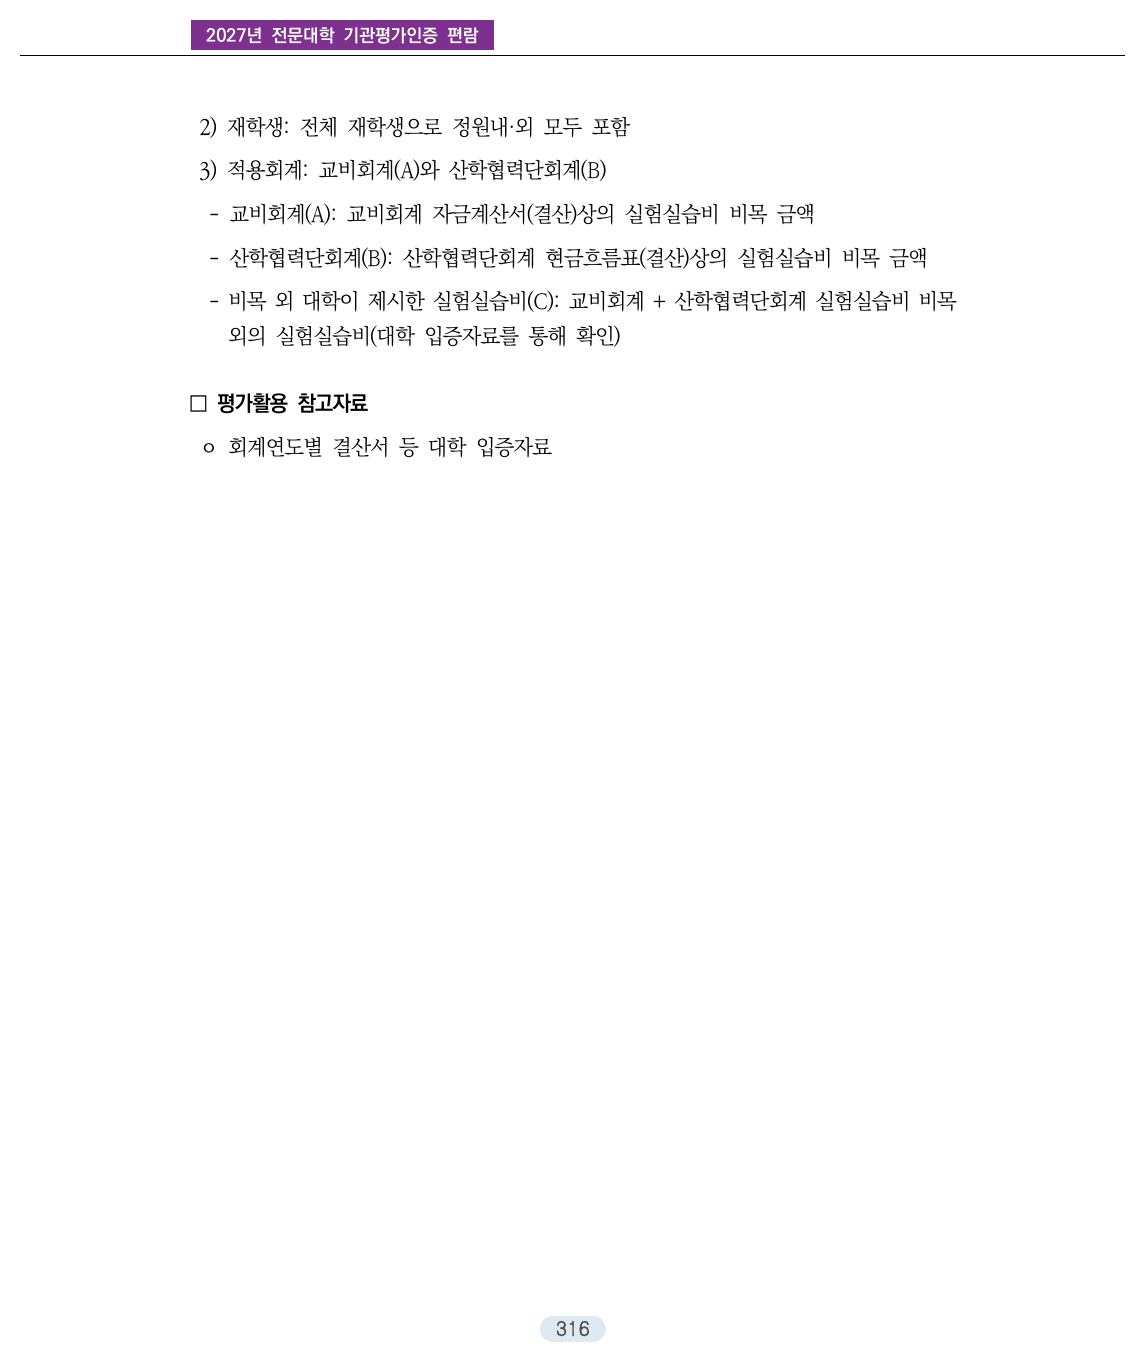 2027년 전문대학 기관평가인증 편람
2) 재학생: 전체 재학생으로 정원내·외 모두 포함
3) 적용회계: 교비회계(A)와 산학협력단회계(B)
- 교비회계(A): 교비회계 자금계산서(결산)상의 실험실습비 비목 금액
- 산학협력단회계(B): 산학협력단회계 현금흐름표(결산)상의 실험실습비 비목 금액
- 비목 외 대학이 제시한 실험실습비(C): 교비회계 + 산학협력단회계 실험실습비 비목
외의 실험실습비(대학 입증자료를 통해 확인)
□ 평가활용 참고자료
ㅇ 회계연도별 결산서 등 대학 입증자료
316